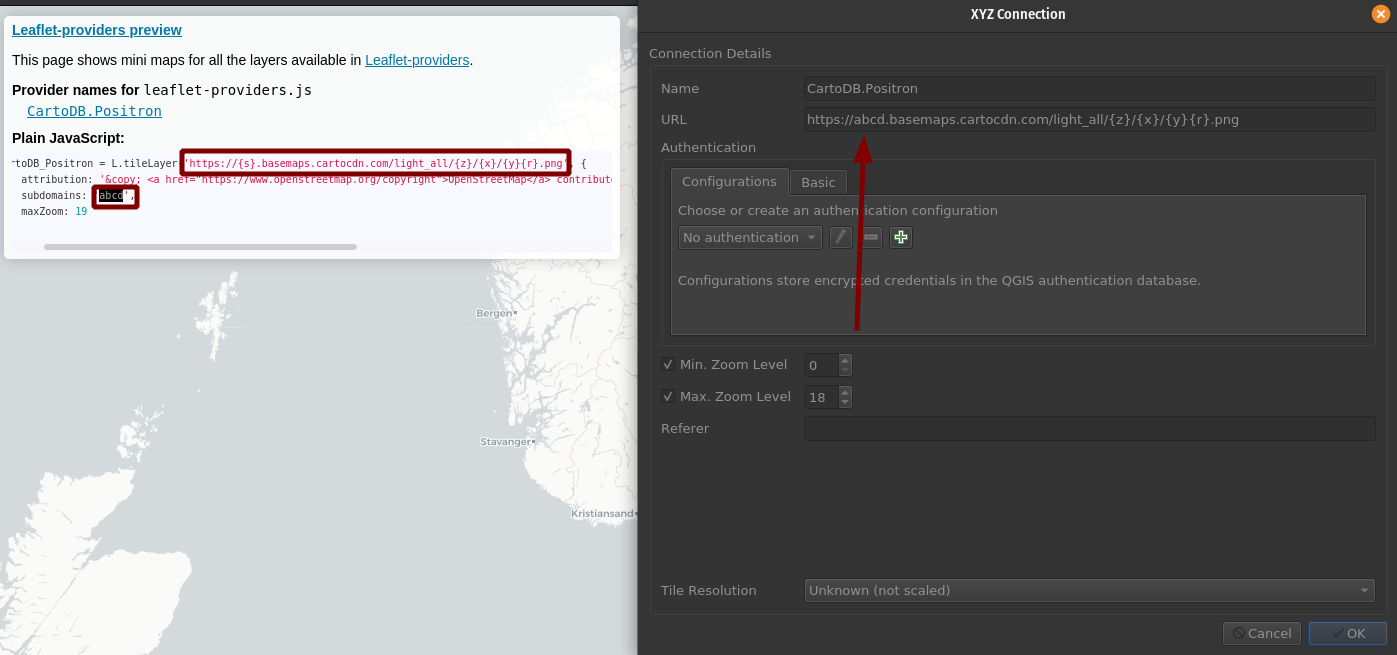 Leaflet-providers preview
This page shows mini maps for all the layers available in Leaflet-providers.
Provider names for leaflet-providers.js
CartoDB.Positron
Plain JavaScript:
toDB_Positron = L.tileLayer 'https://{s}.basemaps.cartocdn.com/light_all/{z}/{x}/{y}{r}.png', {
attribution: '&copy; <a href="https://www.openstreetmap.org/copyright">OpenStreetMap</a> contribut
subdomains: 'abcd',
maxZoom: 19
Bergen
Stavanger
Kristiansand
XYZ Connection
Connection Details
Name CartoDB.Positron
URL https://abcd.basemaps.cartocdn.com/light_all/{z}/{x}/{y}{r}.png
Authentication
Configurations Basic
Choose or create an authentication configuration
No authentication
Configurations store encrypted credentials in the QGIS authentication database.
Min. Zoom Level 0
Max. Zoom Level 18
Referer
Tile Resolution Unknown (not scaled)
Cancel OK